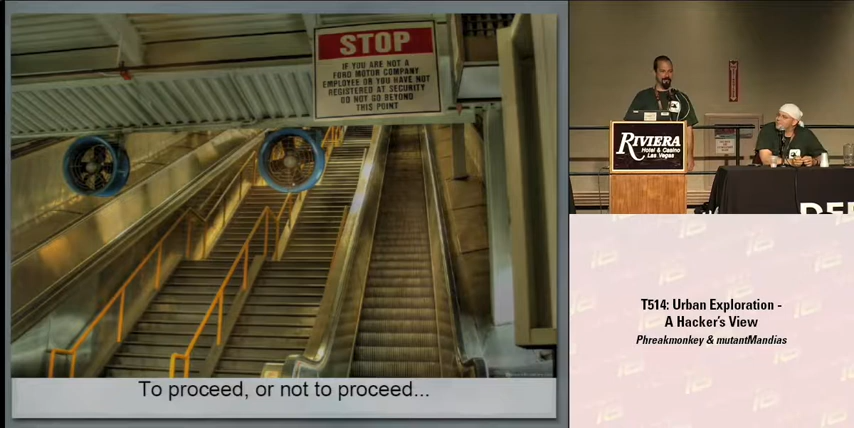 STOP
IF YOU ARE NOT A
FORD MOTOR COMPANY
EMPLOYEE OR YOU HAVE NOT
REGISTERED AT SECURITY
DO NOT GO BEYOND
THIS POINT
To proceed, or not to proceed...
RIVIERA
Hotel & Casino
Las Vegas
DEF
T514: Urban Exploration -
A Hacker's View
Phreakmonkey & mutantMandias